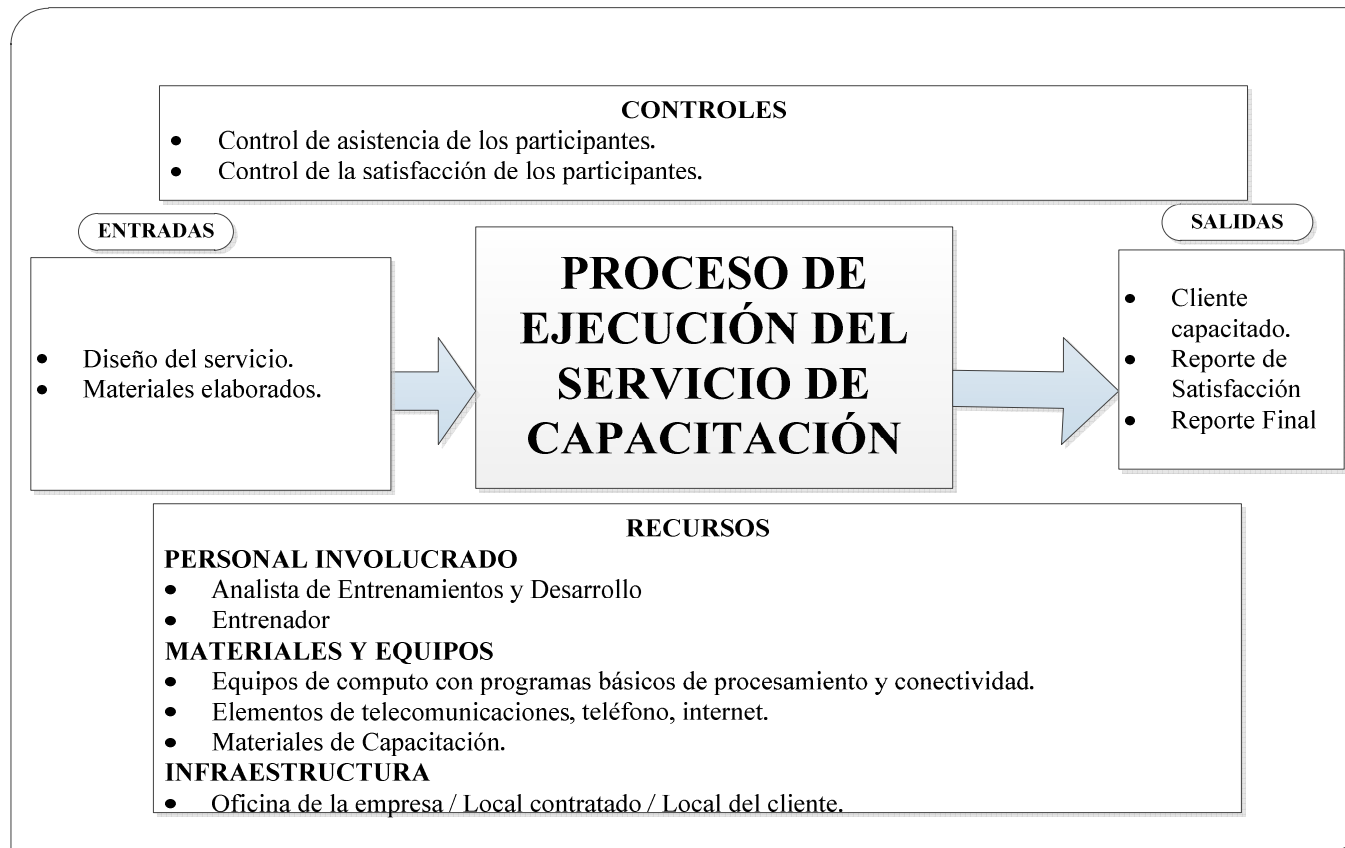 CONTROLES
• Control de asistencia de los participantes.
• Control de la satisfacción de los participantes.
ENTRADAS
• Diseño del servicio.
• Materiales elaborados.
PROCESO DE
EJECUCIÓN DEL
SERVICIO DE
CAPACITACIÓN
SALIDAS
• Cliente
capacitado.
• Reporte de
Satisfacción
• Reporte Final
RECURSOS
PERSONAL INVOLUCRADO
• Analista de Entrenamientos y Desarrollo
• Entrenador
MATERIALES Y EQUIPOS
• Equipos de computo con programas básicos de procesamiento y conectividad.
• Elementos de telecomunicaciones, teléfono, internet.
• Materiales de Capacitación.
INFRAESTRUCTURA
• Oficina de la empresa / Local contratado / Local del cliente.